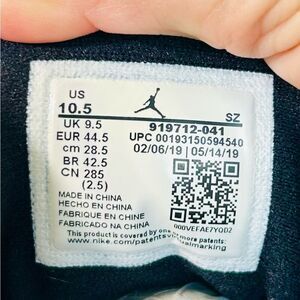 US
10.5
SZ
UK 9.5
919712-041
EUR 44.5
UPC 00193150594540
cm 28.5
02/06/19 | 05/14/19
BR 42.5
CN 285
(2.5)
MADE IN CHINA
HECHO EN CHINA
FABRIQUE EN CHINE
FABRICADO NA CHINA
000VEFAE7YQD2
This product is covered by one or more patents:
www.nike.com/patentsvirtualmarking